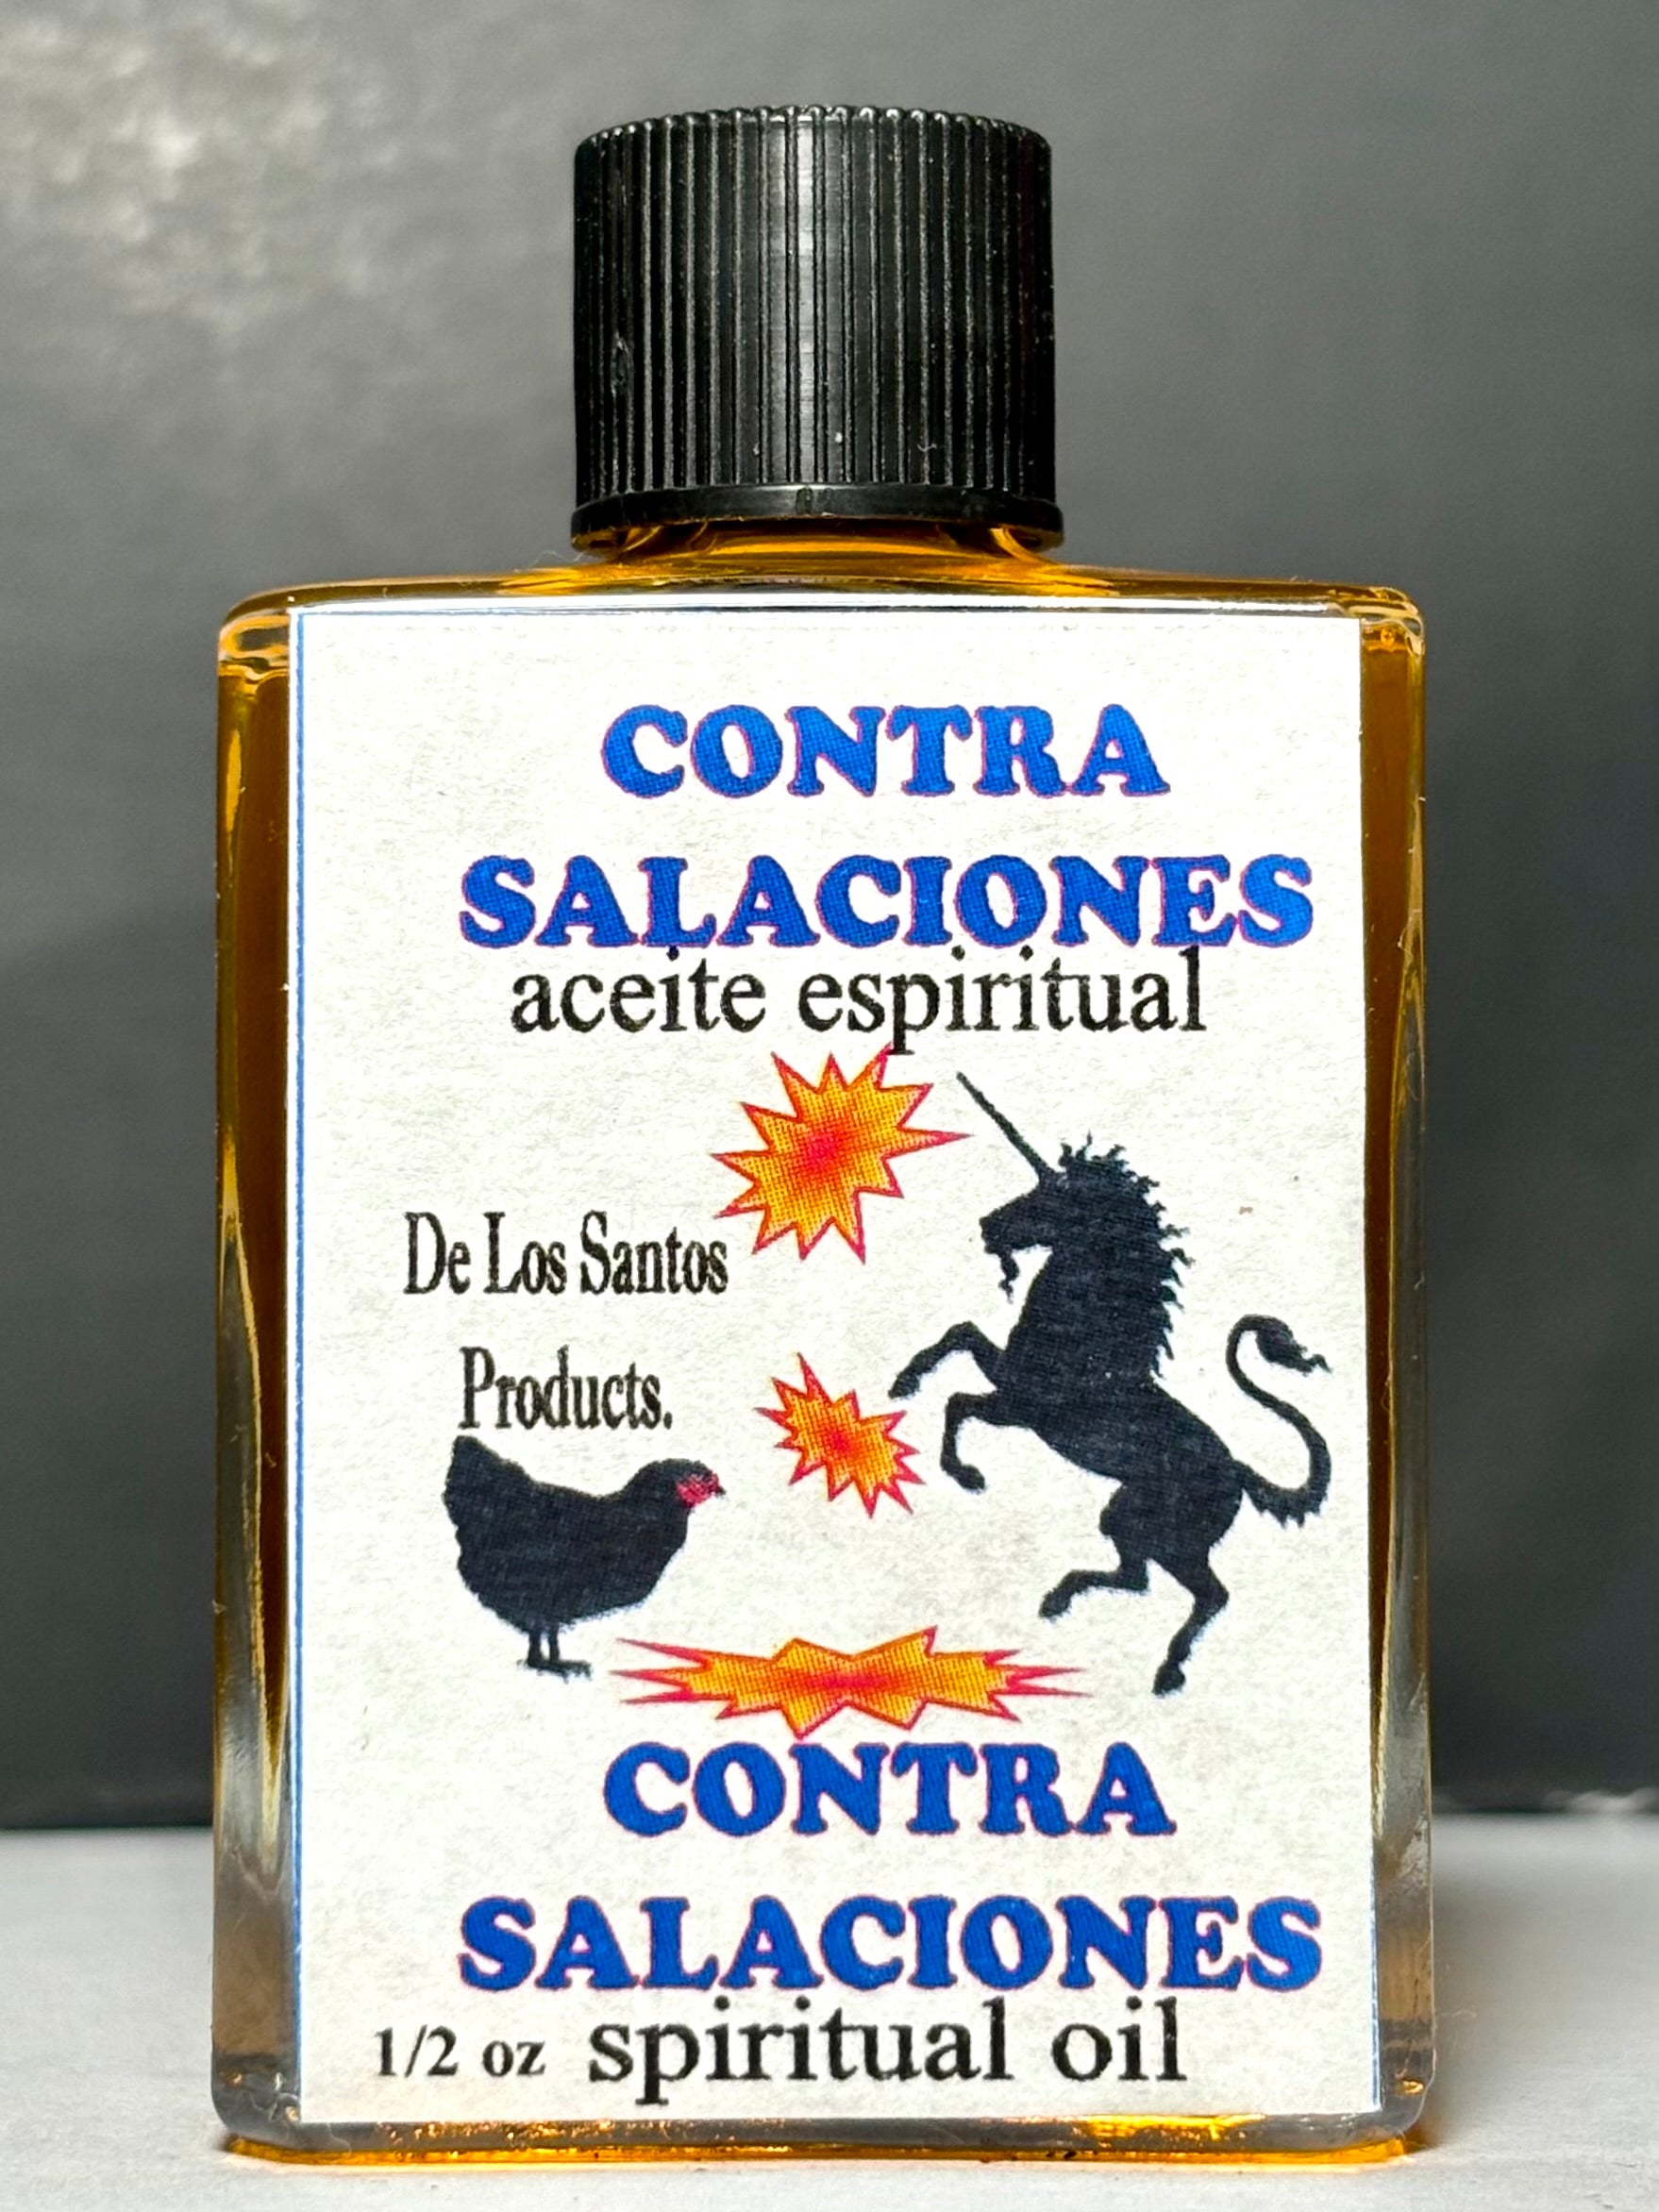 CONTRA
SALACIONES
aceite espiritual
De Los Santos
Products.
CONTRA
SALACIONES
1/2 oz spiritual oil